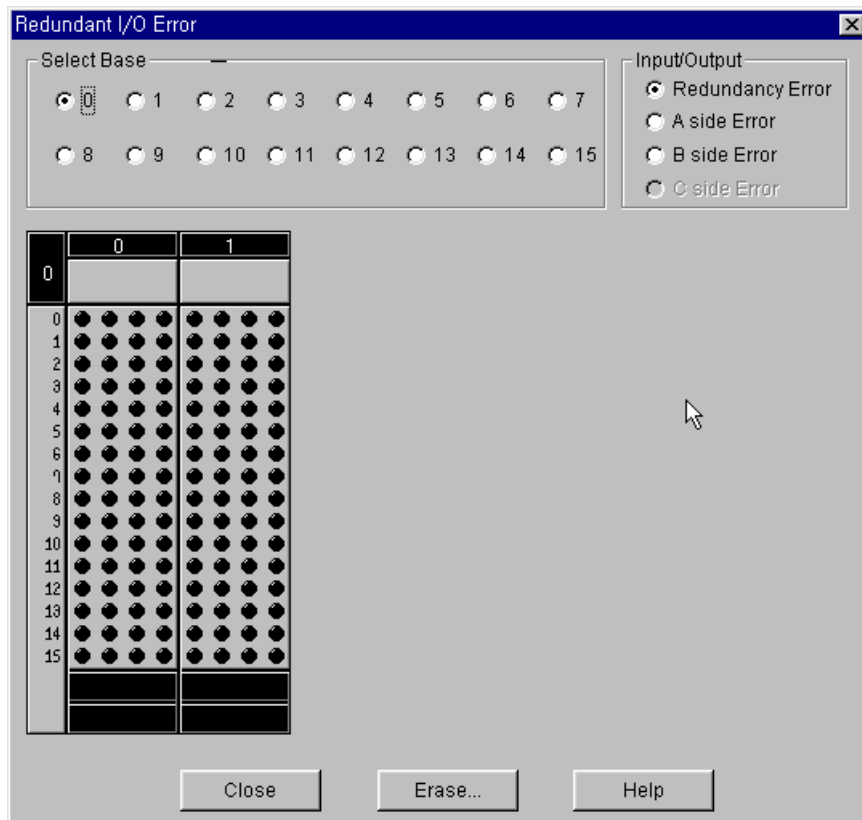 Redundant I/O Error
Select Base
0 1 2 3 4 5 6 7
8 9 10 11 12 13 14 15
Input/Output
Redundancy Error
A side Error
B side Error
C side Error
0 1
0
0
1
2
3
4
5
6
7
8
9
10
11
12
13
14
15
Close Erase... Help